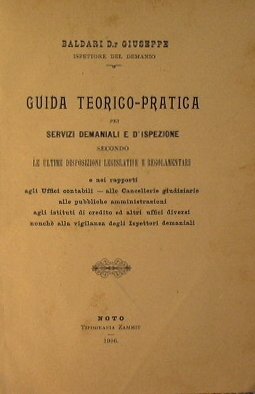 BALDARI D.r GIUSEPPE
ISPETTORE DEL DEMANIO
GUIDA TEORICO-PRATICA
PEI
SERVIZI DEMANIALI E D'ISPEZIONE
SECONDO
LE ULTIME DISPOSIZIONI LEGISLATIVE E REGOLAMENTARI
e nei rapporti
agli Uffici contabili — alle Cancellerie giudiziarie
alle pubbliche amministrazioni
agli istituti di credito ed altri uffici diversi
nonchè alla vigilanza degli Ispettori demaniali
NOTO
TIPOGRAFIA ZAMMIT
1906.